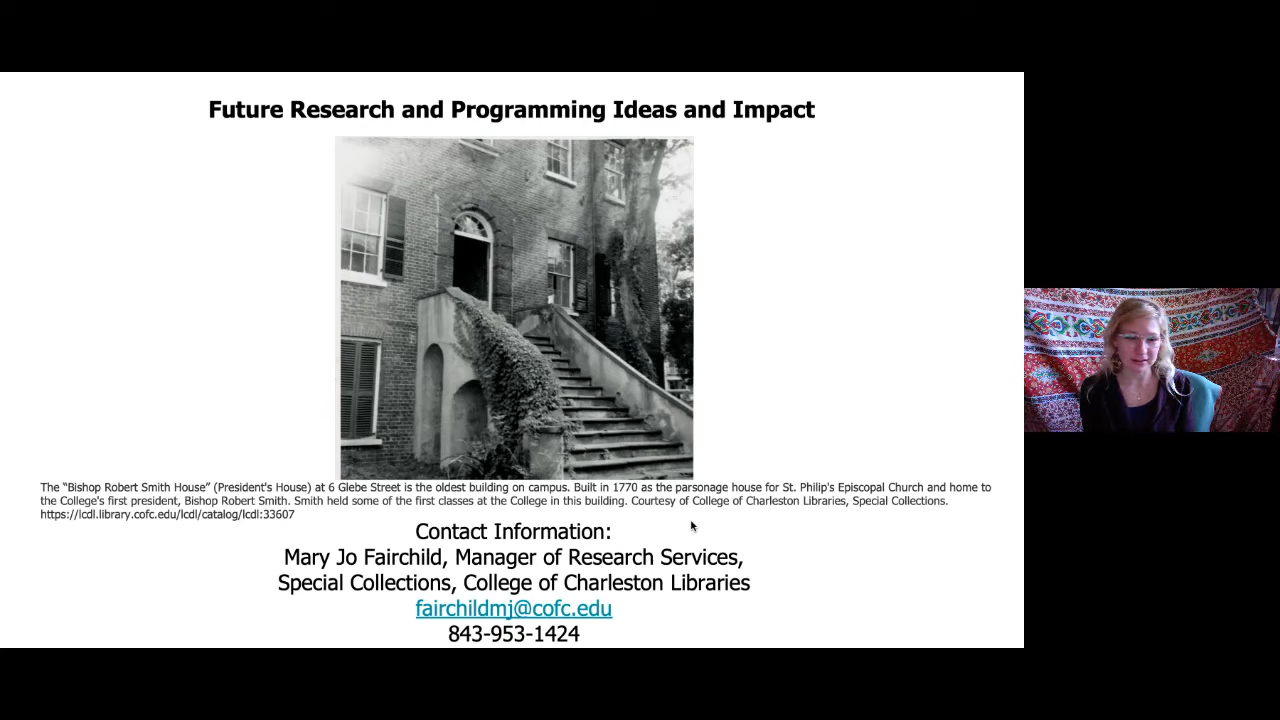 Future Research and Programming Ideas and Impact
The “Bishop Robert Smith House” (President's House) at 6 Glebe Street is the oldest building on campus. Built in 1770 as the parsonage house for St. Philip's Episcopal Church and home to
the College's first president, Bishop Robert Smith. Smith held some of the first classes at the College in this building. Courtesy of College of Charleston Libraries, Special Collections.
https://lcdl.library.cofc.edu/lcdl/catalog/lcdl:33607
Contact Information:
Mary Jo Fairchild, Manager of Research Services,
Special Collections, College of Charleston Libraries
fairchildmj@cofc.edu
843-953-1424